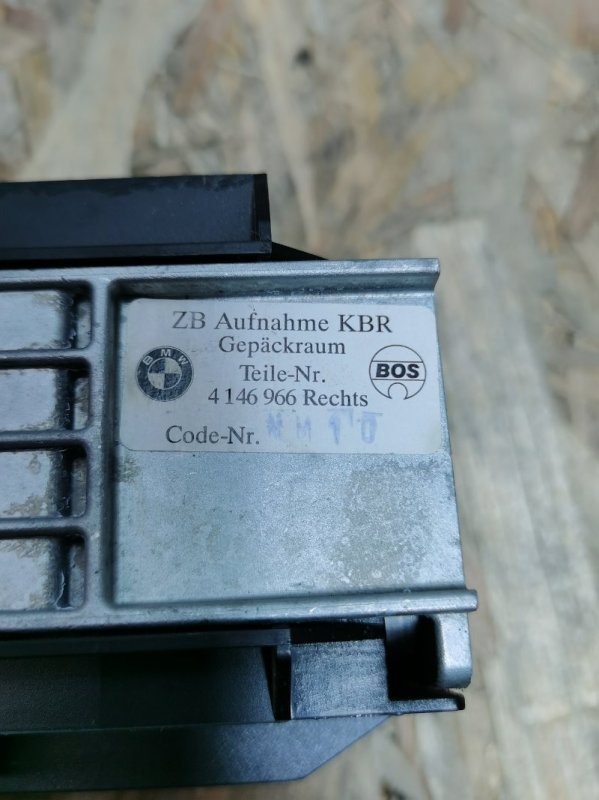 ZB Aufnahme KBR
Gepäckraum
BMW
BOS
Teile-Nr.
4 146 966 Rechts
Code-Nr.